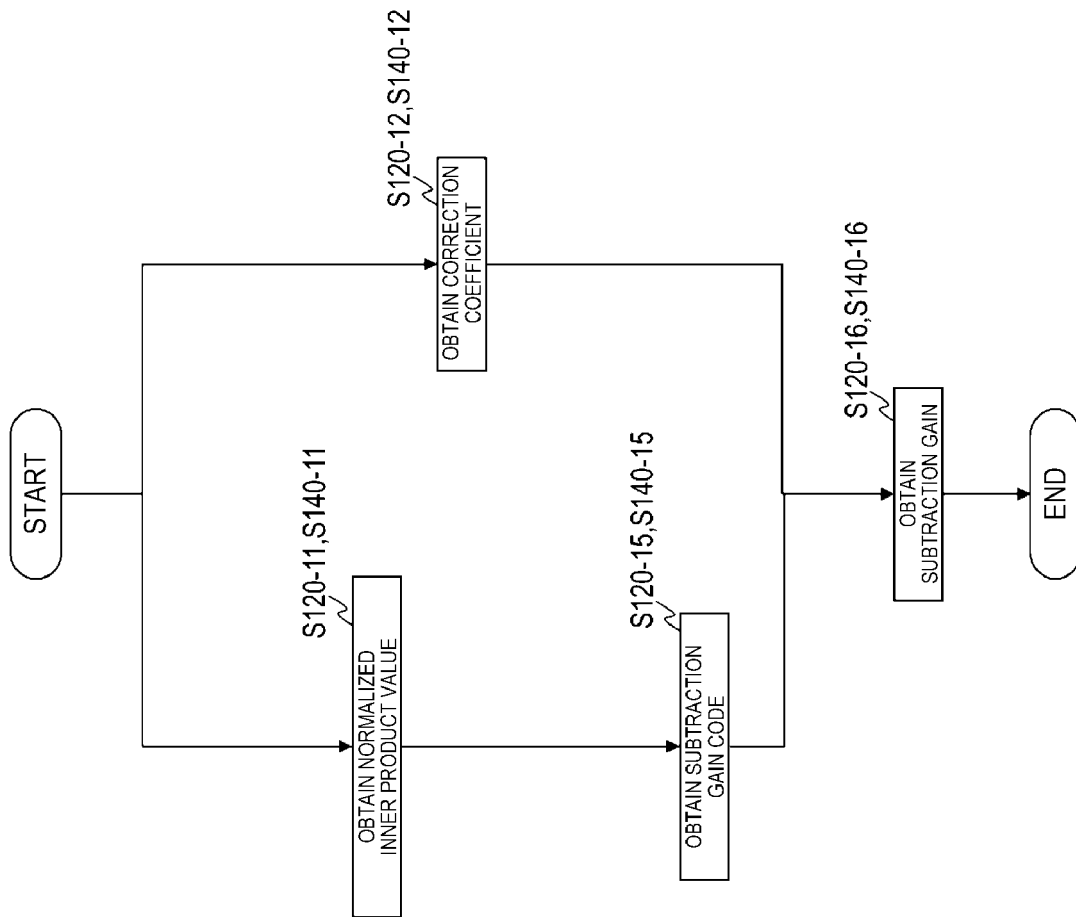 START
S120-11,S140-11
OBTAIN NORMALIZED
INNER PRODUCT VALUE
S120-12,S140-12
OBTAIN CORRECTION
COEFFICIENT
S120-15,S140-15
OBTAIN SUBTRACTION
GAIN CODE
S120-16,S140-16
OBTAIN
SUBTRACTION GAIN
END